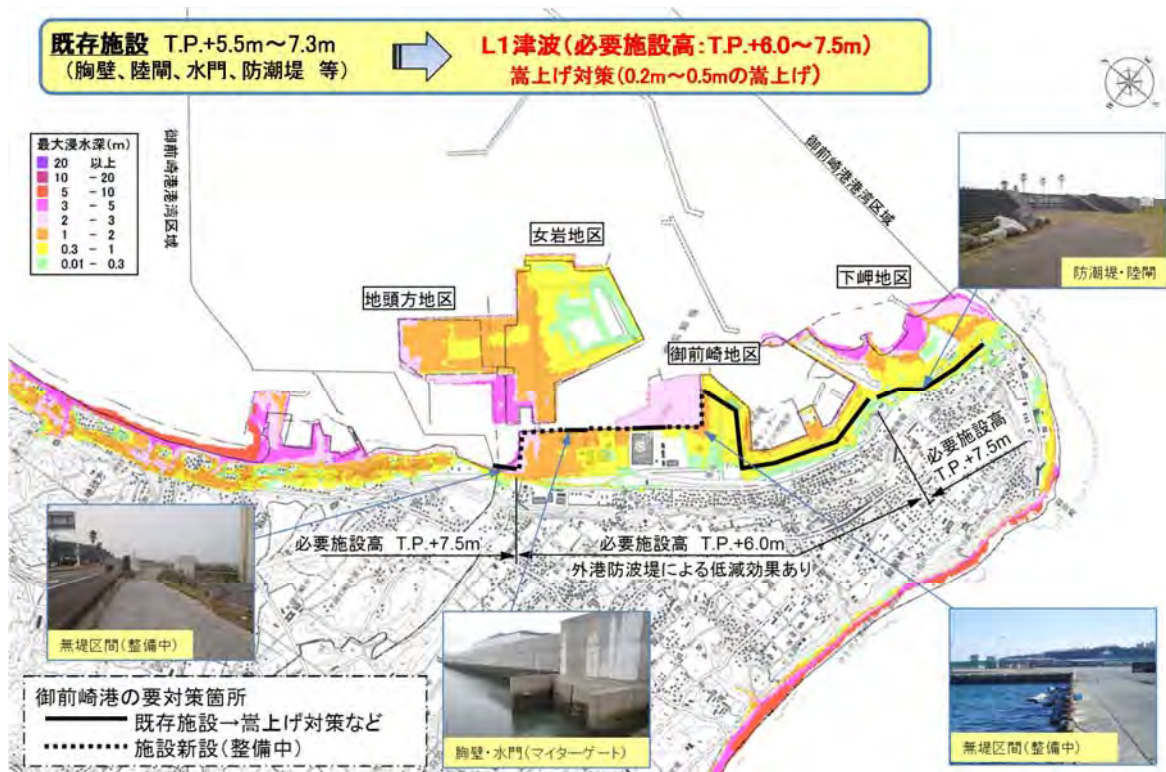 既存施設 T.P.+5.5m～7.3m
（胸壁、陸閘、水門、防潮堤 等）
L1津波（必要施設高：T.P.+6.0～7.5m）
嵩上げ対策（0.2m～0.5mの嵩上げ）
最大浸水深(m)
20 以上
10 -20
5 -10
3 - 5
2 - 3
1 - 2
0.3 - 1
0.01 - 0.3
御前崎港港湾区域
御前崎港港湾区域
女岩地区
地頭方地区
下岬地区
御前崎地区
防潮堤・陸閘
必要施設高
T.P.+7.5m
必要施設高 T.P.+7.5m
必要施設高 T.P.+6.0m
外港防波堤による低減効果あり
無堤区間(整備中)
胸壁・水門(マイターゲート)
無堤区間(整備中)
御前崎港の要対策箇所
既存施設→嵩上げ対策など
施設新設(整備中)